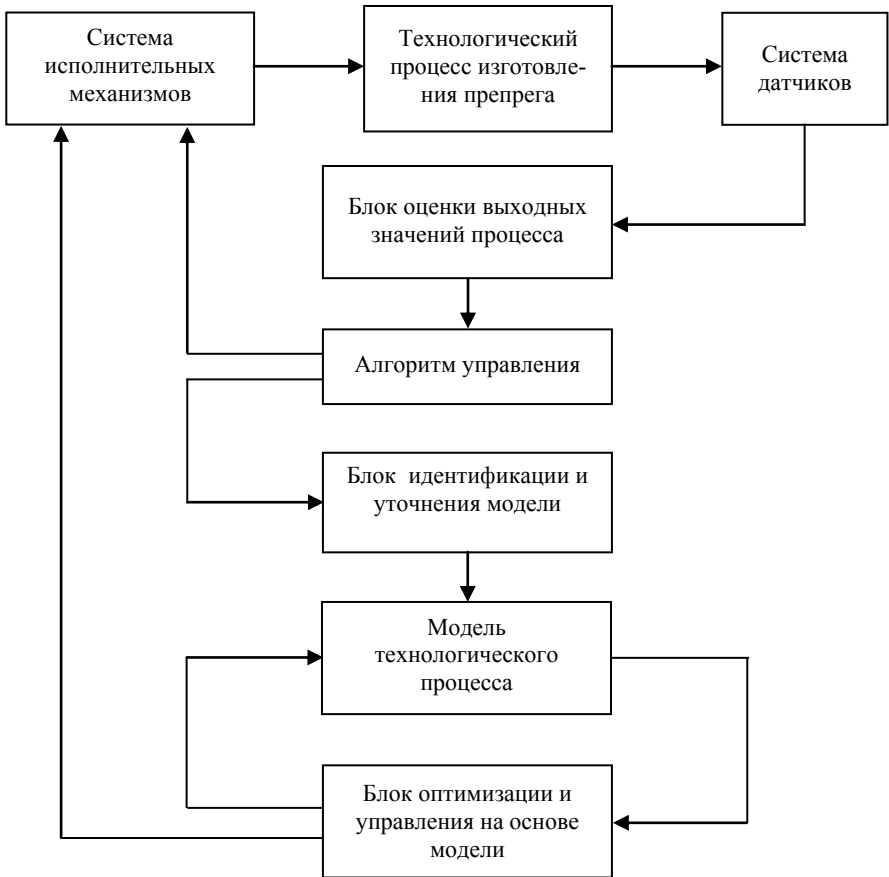 Система
исполнительных
механизмов
Технологический
процесс изготовле-
ния препрега
Система
датчиков
Блок оценки выходных
значений процесса
Алгоритм управления
Блок идентификации и
уточнения модели
Модель
технологического
процесса
Блок оптимизации и
управления на основе
модели